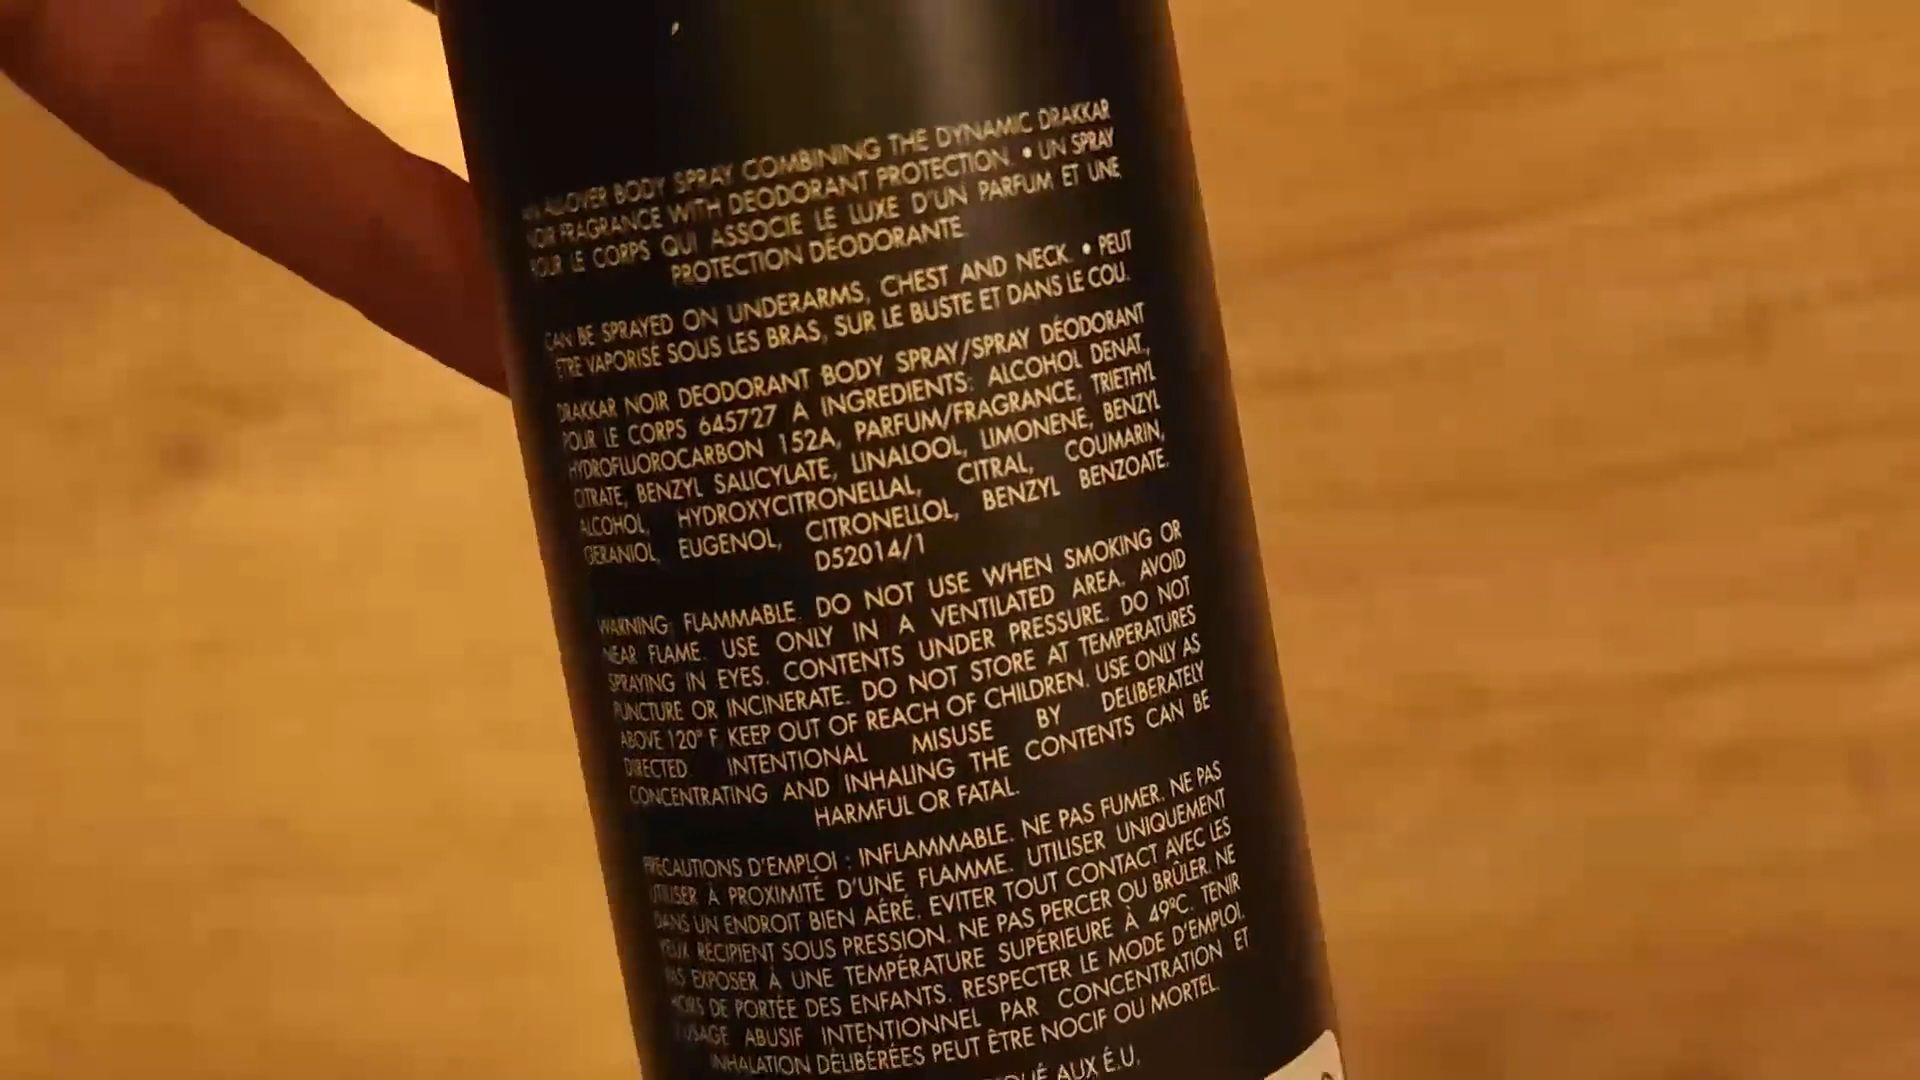 ALLOVER BODY SPRAY COMBINING THE DYNAMIC DRAKKAR
NOIR FRAGRANCE WITH DEODORANT PROTECTION. • UN SPRAY
POUR LE CORPS QUI ASSOCIE LE LUXE D'UN PARFUM ET UNE
PROTECTION DÉODORANTE.
CAN BE SPRAYED ON UNDERARMS, CHEST AND NECK. • PEUT
ÊTRE VAPORISÉ SOUS LES BRAS, SUR LE BUSTE ET DANS LE COU.
DRAKKAR NOIR DEODORANT BODY SPRAY/SPRAY DÉODORANT
POUR LE CORPS 645727 A INGREDIENTS: ALCOHOL DENAT.,
HYDROFLUOROCARBON 152A, PARFUM/FRAGRANCE, TRIETHYL
CITRATE, BENZYL SALICYLATE, LINALOOL, LIMONENE, BENZYL
ALCOHOL, HYDROXYCITRONELLAL, CITRAL, COUMARIN,
GERANIOL, EUGENOL, CITRONELLOL, BENZYL BENZOATE.
D52014/1
WARNING: FLAMMABLE. DO NOT USE WHEN SMOKING OR
NEAR FLAME. USE ONLY IN A VENTILATED AREA. AVOID
SPRAYING IN EYES. CONTENTS UNDER PRESSURE. DO NOT
PUNCTURE OR INCINERATE. DO NOT STORE AT TEMPERATURES
ABOVE 120° F. KEEP OUT OF REACH OF CHILDREN. USE ONLY AS
DIRECTED. INTENTIONAL MISUSE BY DELIBERATELY
CONCENTRATING AND INHALING THE CONTENTS CAN BE
HARMFUL OR FATAL.
PRECAUTIONS D'EMPLOI : INFLAMMABLE. NE PAS FUMER. NE PAS
UTILISER À PROXIMITÉ D'UNE FLAMME. UTILISER UNIQUEMENT
DANS UN ENDROIT BIEN AÉRÉ. EVITER TOUT CONTACT AVEC LES
YEUX. RÉCIPIENT SOUS PRESSION. NE PAS PERCER OU BRÛLER. NE
PAS EXPOSER À UNE TEMPÉRATURE SUPÉRIEURE À 49°C. TENIR
HORS DE PORTÉE DES ENFANTS. RESPECTER LE MODE D'EMPLOI.
L'USAGE ABUSIF INTENTIONNEL PAR CONCENTRATION ET
INHALATION DÉLIBÉRÉES PEUT ÊTRE NOCIF OU MORTEL.
AUX É.U.